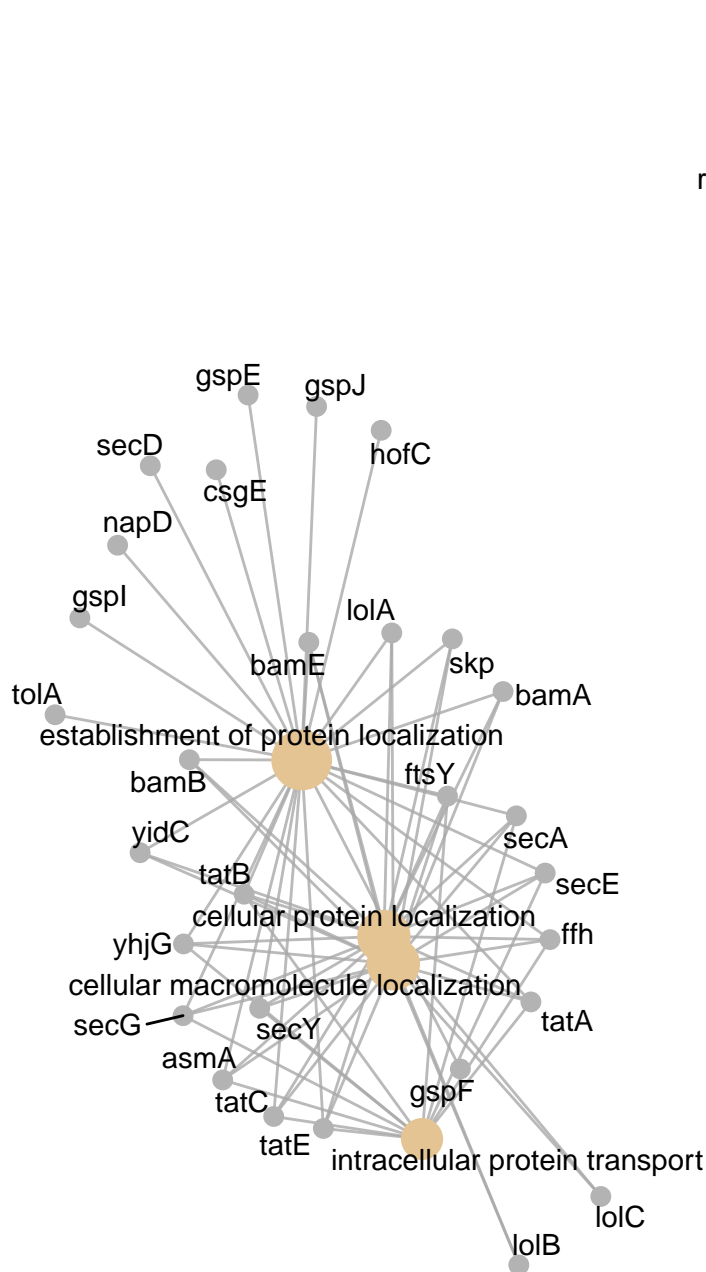 r
gspE
gspJ
secD
hofC
csgE
napD
gspI
lolA
bamE
skp
tolA
bamA
establishment of protein localization
bamB
ftsY
yidC
secA
tatB
secE
cellular protein localization
yhjG
ffh
cellular macromolecule localization
secG
secY
tatA
asmA
gspF
tatC
tatE
intracellular protein transport
lolC
lolB